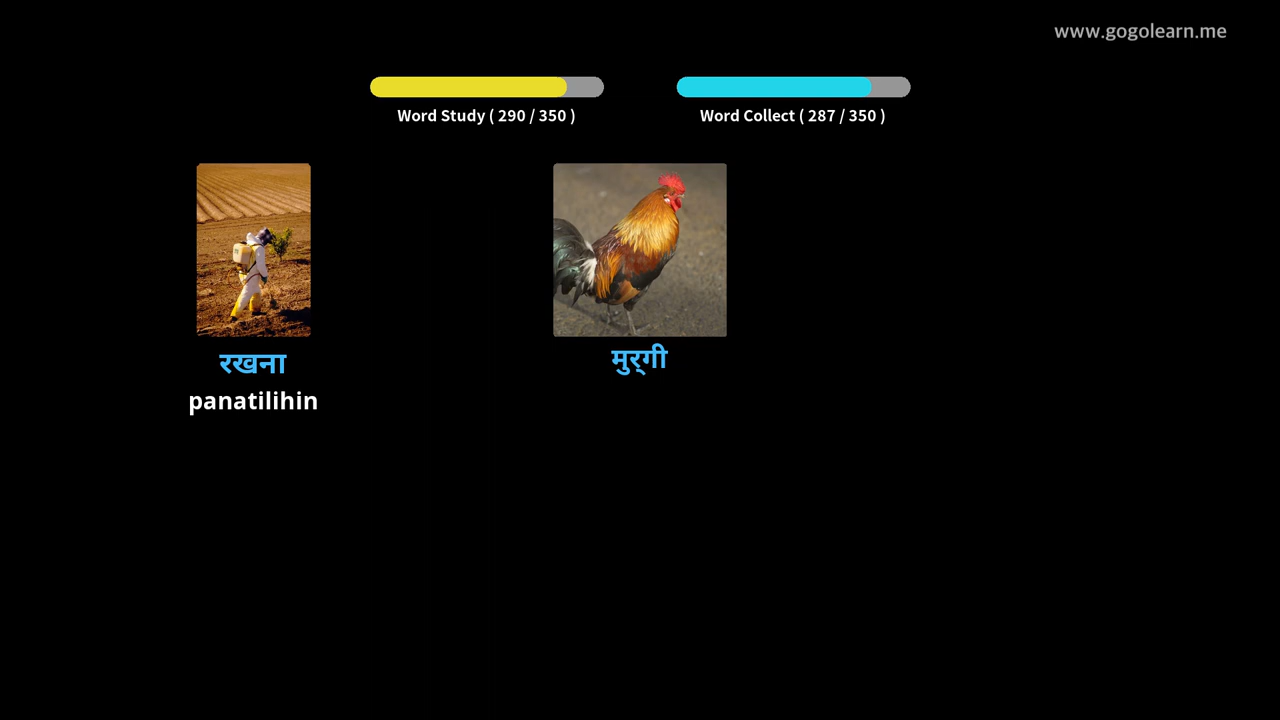 www.gogolearn.me
Word Study ( 290 / 350 )
Word Collect ( 287 / 350 )
रखना
मुर्गी
panatilihin